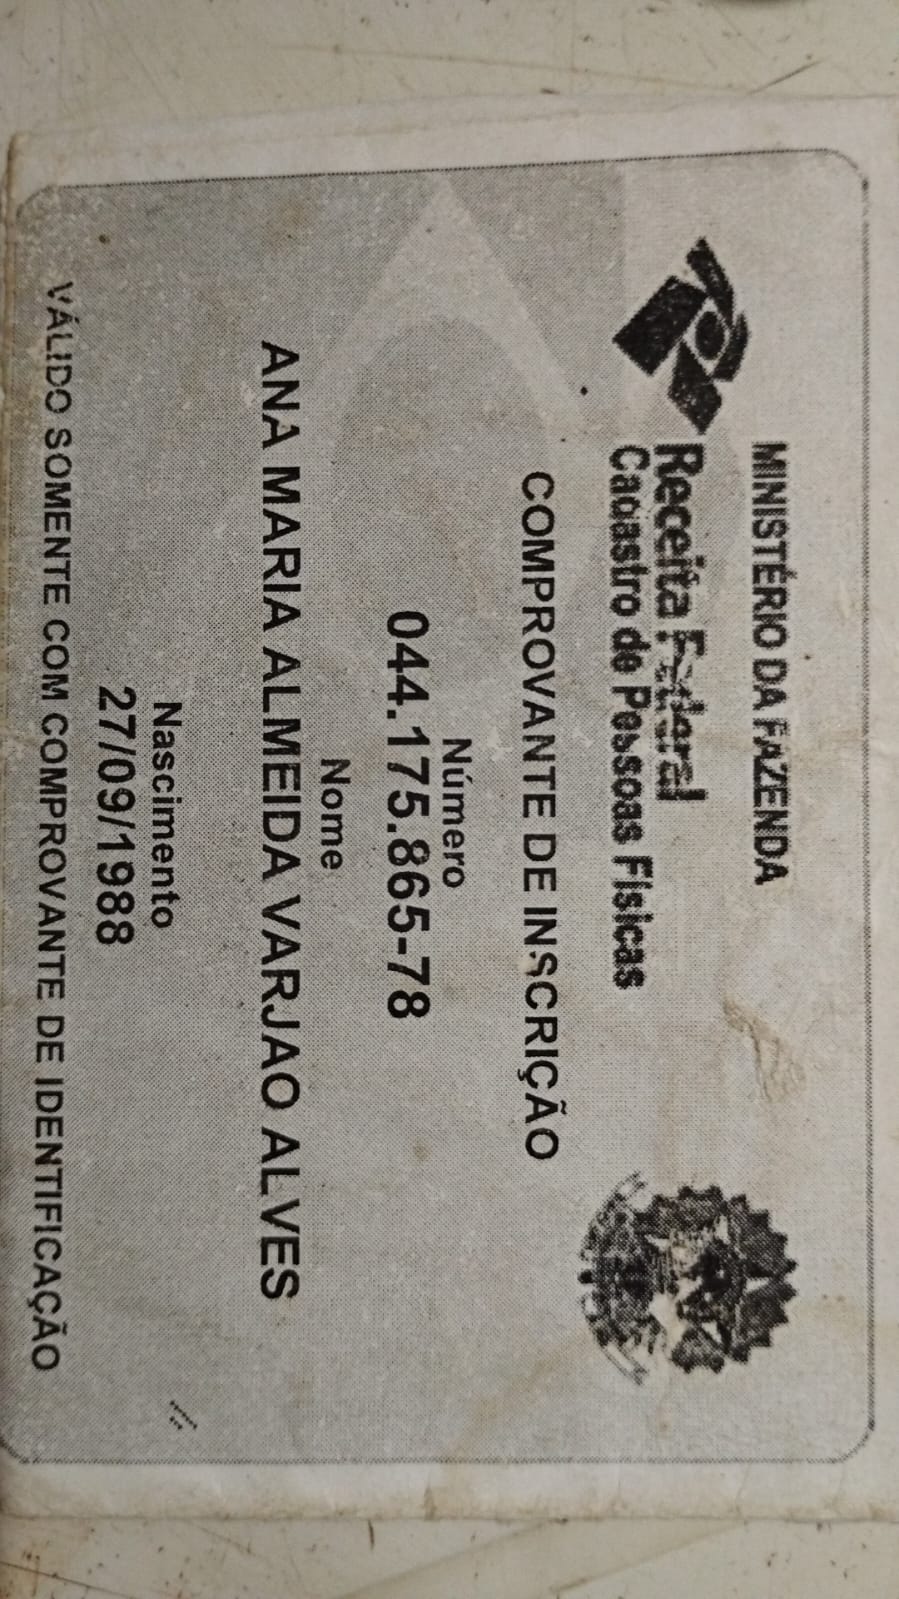 MINISTÉRIO DA FAZENDA
Receita Federal
Cadastro de Pessoas Físicas
COMPROVANTE DE INSCRIÇÃO
Número
044.175.865-78
Nome
ANA MARIA ALMEIDA VARJAO ALVES
Nascimento
27/09/1988
VÁLIDO SOMENTE COM COMPROVANTE DE IDENTIFICAÇÃO